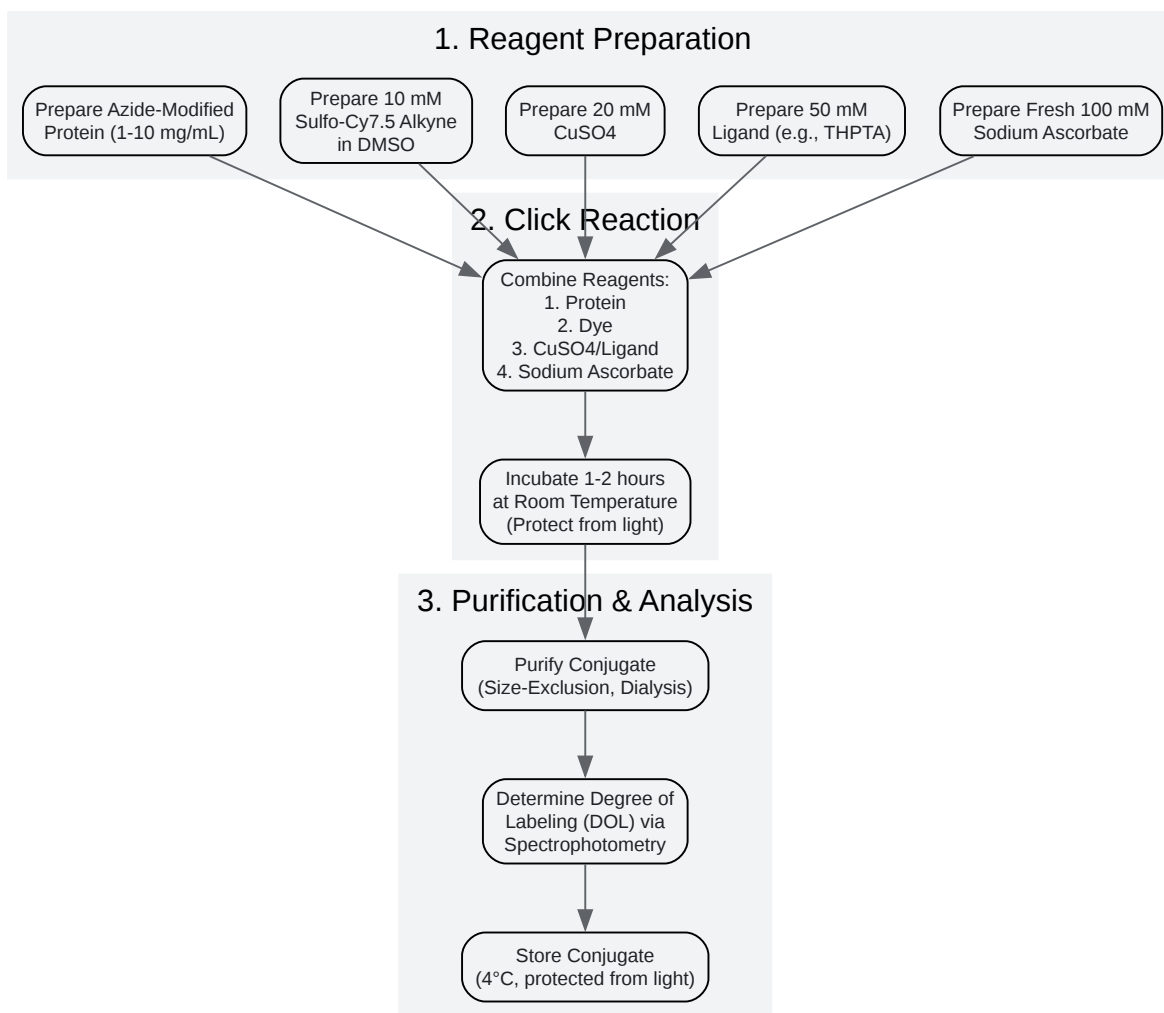 1. Reagent Preparation
Prepare Azide-Modified
Protein (1-10 mg/mL)
Prepare 10 mM
Sulfo-Cy7.5 Alkyne
in DMSO
Prepare 20 mM
CuSO4
Prepare 50 mM
Ligand (e.g., THPTA)
Prepare Fresh 100 mM
Sodium Ascorbate
2. Click Reaction
Combine Reagents:
1. Protein
2. Dye
3. CuSO4/Ligand
4. Sodium Ascorbate
Incubate 1-2 hours
at Room Temperature
(Protect from light)
3. Purification & Analysis
Purify Conjugate
(Size-Exclusion, Dialysis)
Determine Degree of
Labeling (DOL) via
Spectrophotometry
Store Conjugate
(4°C, protected from light)